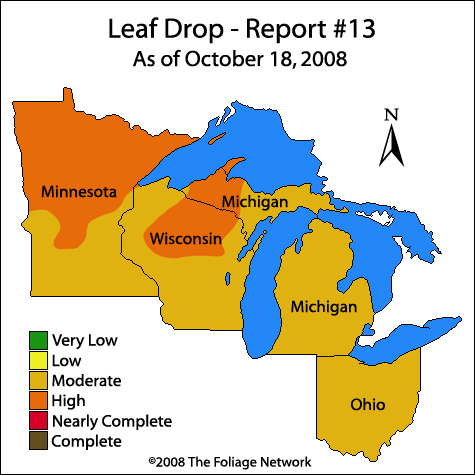 Leaf Drop - Report #13
As of October 18, 2008
N
Minnesota
Michigan
Wisconsin
Michigan
Ohio
Very Low
Low
Moderate
High
Nearly Complete
Complete
©2008 The Foliage Network